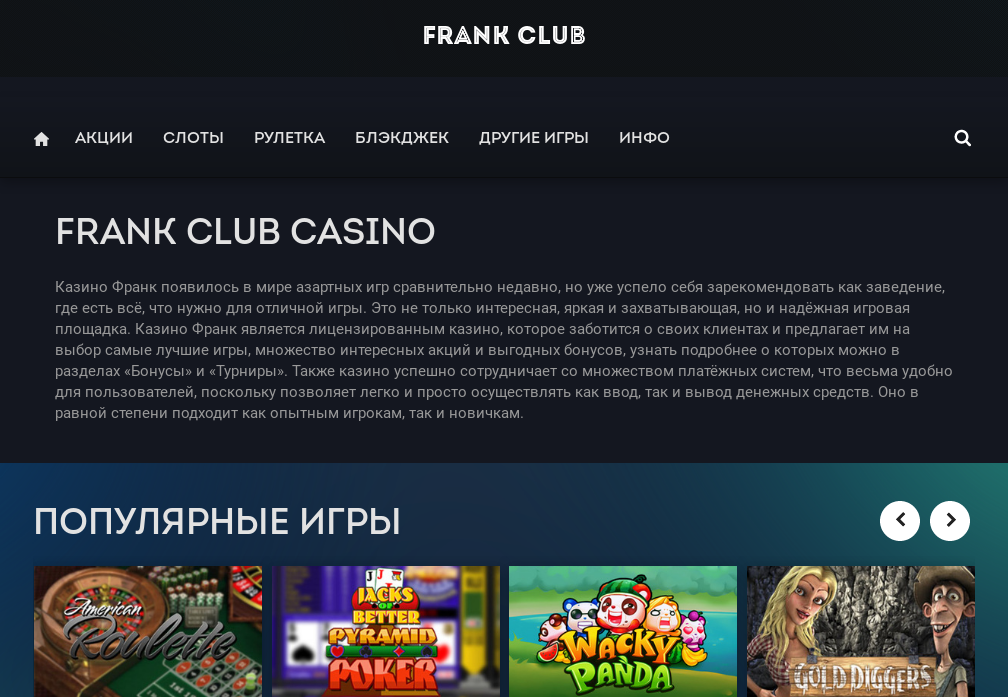 FRANK CLUB
АКЦИИ СЛОТЫ РУЛЕТКА БЛЭКДЖЕК ДРУГИЕ ИГРЫ ИНФО
FRANK CLUB CASINO
Казино Франк появилось в мире азартных игр сравнительно недавно, но уже успело себя зарекомендовать как заведение,
где есть всё, что нужно для отличной игры. Это не только интересная, яркая и захватывающая, но и надёжная игровая
площадка. Казино Франк является лицензированным казино, которое заботится о своих клиентах и предлагает им на
выбор самые лучшие игры, множество интересных акций и выгодных бонусов, узнать подробнее о которых можно в
разделах «Бонусы» и «Турниры». Также казино успешно сотрудничает со множеством платёжных систем, что весьма удобно
для пользователей, поскольку позволяет легко и просто осуществлять как ввод, так и вывод денежных средств. Оно в
равной степени подходит как опытным игрокам, так и новичкам.
ПОПУЛЯРНЫЕ ИГРЫ
American
Roulette
J J
JACKS
OR
BETTER
PYRAMID
POKER
WACKY
PANDA
GOLD DIGGERS